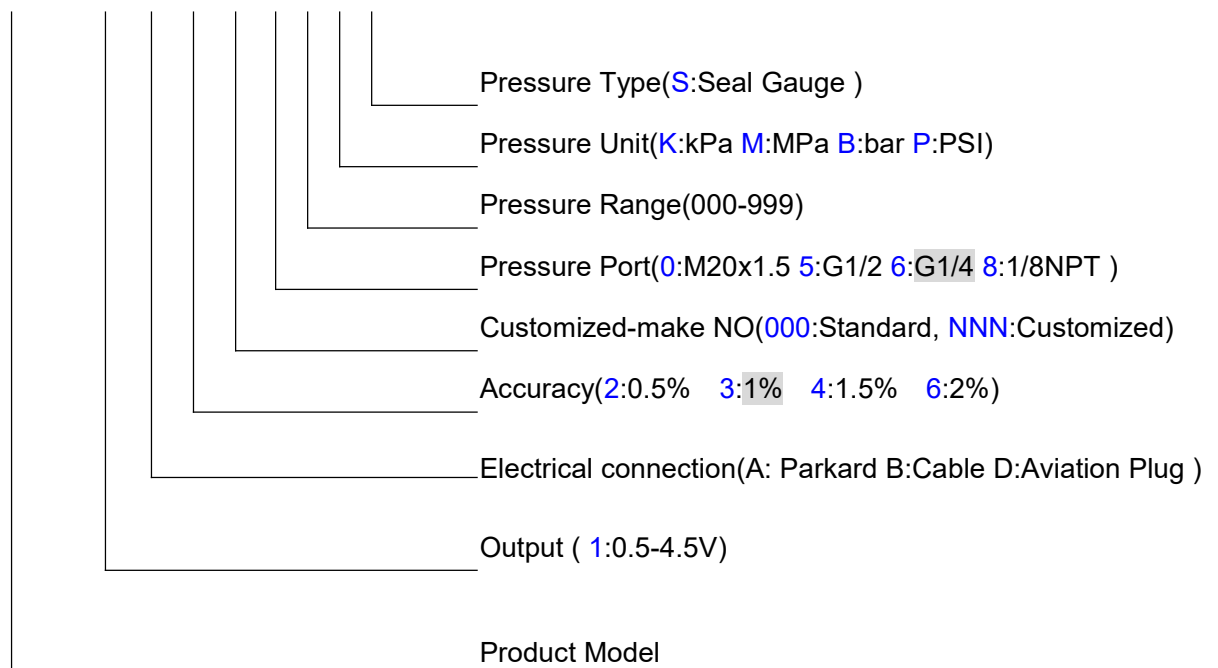 Pressure Type(S:Seal Gauge )
Pressure Unit(K:kPa M:MPa B:bar P:PSI)
Pressure Range(000-999)
Pressure Port(0:M20x1.5 5:G1/2 6:G1/4 8:1/8NPT )
Customized-make NO(000:Standard, NNN:Customized)
Accuracy(2:0.5% 3:1% 4:1.5% 6:2%)
Electrical connection(A: Parkard B:Cable D:Aviation Plug )
Output ( 1:0.5-4.5V)
Product Model